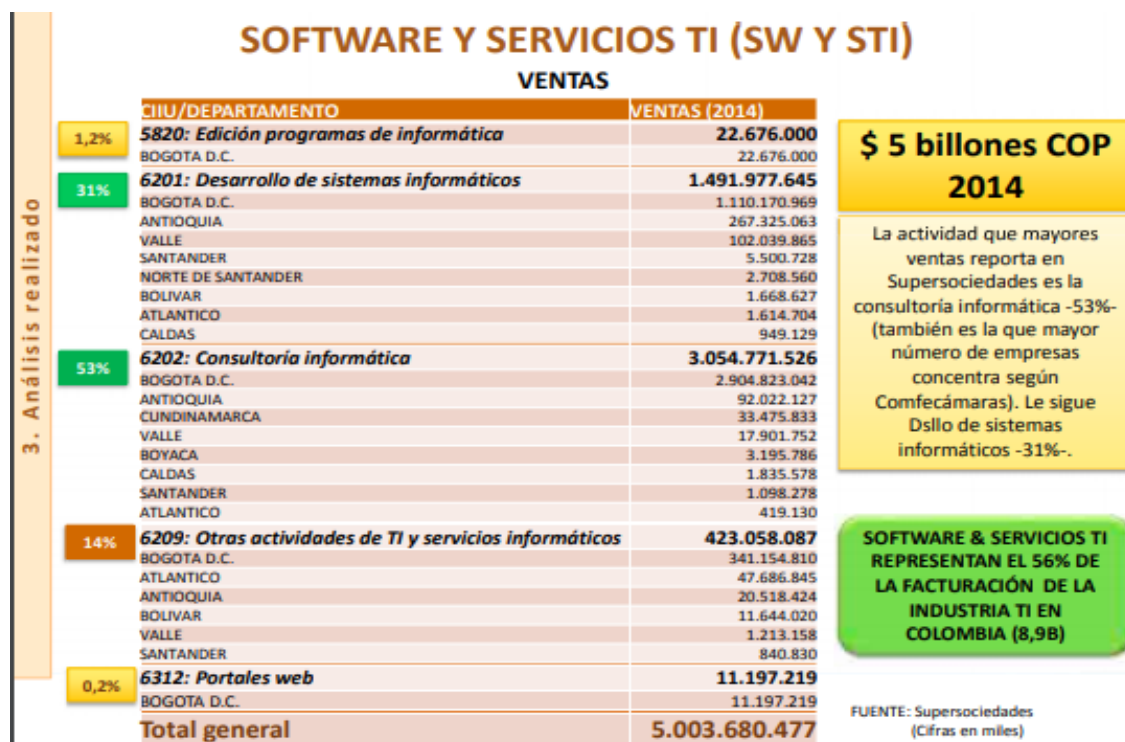 3. Análisis realizado
SOFTWARE Y SERVICIOS TI (SW Y STI)
VENTAS
CIIU/DEPARTAMENTO VENTAS (2014)
1,2% 5820: Edición programas de informática 22.676.000
BOGOTA D.C. 22.676.000
31% 6201: Desarrollo de sistemas informáticos 1.491.977.645
BOGOTA D.C. 1.110.170.969
ANTIOQUIA 267.325.063
VALLE 102.039.865
SANTANDER 5.500.728
NORTE DE SANTANDER 2.708.560
BOLIVAR 1.668.627
ATLANTICO 1.614.704
CALDAS 949.129
53% 6202: Consultoría informática 3.054.771.526
BOGOTA D.C. 2.904.823.042
ANTIOQUIA 92.022.127
CUNDINAMARCA 33.475.833
VALLE 17.901.752
BOYACA 3.195.786
CALDAS 1.835.578
SANTANDER 1.098.278
ATLANTICO 419.130
14% 6209: Otras actividades de TI y servicios informáticos 423.058.087
BOGOTA D.C. 341.154.810
ATLANTICO 47.686.845
ANTIOQUIA 20.518.424
BOLIVAR 11.644.020
VALLE 1.213.158
SANTANDER 840.830
0,2% 6312: Portales web 11.197.219
BOGOTA D.C. 11.197.219
Total general 5.003.680.477
$ 5 billones COP
2014
La actividad que mayores
ventas reporta en
Supersociedades es la
consultoría informática -53%-
(también es la que mayor
número de empresas
concentra según
Comfecámaras). Le sigue
Dsllo de sistemas
informáticos -31%-.
SOFTWARE & SERVICIOS TI
REPRESENTAN EL 56% DE
LA FACTURACIÓN DE LA
INDUSTRIA TI EN
COLOMBIA (8,9B)
FUENTE: Supersociedades
(Cifras en miles)